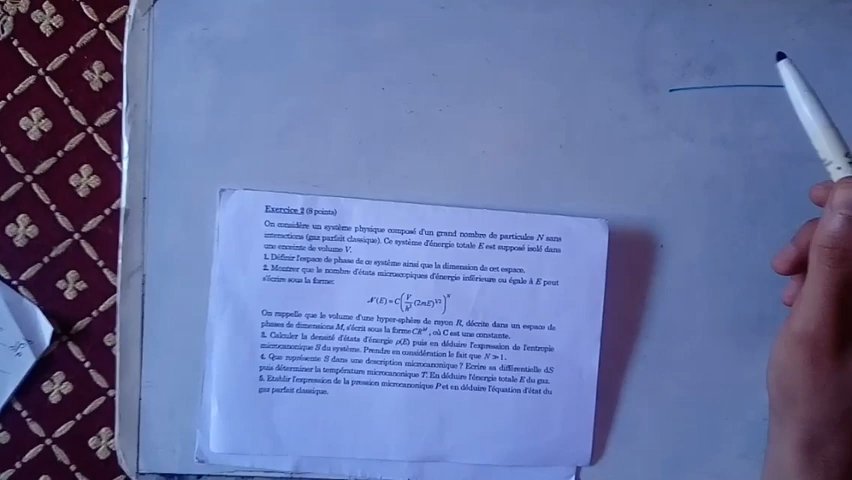 Exercice 2 (8 points)
On considère un système physique composé d'un grand nombre de particules N sans
interactions (gaz parfait classique). Ce système d'énergie totale E est supposé isolé dans
une enceinte de volume V.
1. Définir l'espace de phase de ce système ainsi que la dimension de cet espace.
2. Montrer que le nombre d'états microscopiques d'énergie inférieure ou égale à E peut
s'écrire sous la forme:
𝒩(E) = C(V/h³ (2mE)^{3/2})^N
On rappelle que le volume d'une hyper-sphère de rayon R, décrite dans un espace de
phases de dimensions M, s'écrit sous la forme CR^M, où C est une constante.
3. Calculer la densité d'états d'énergie ρ(E) puis en déduire l'expression de l'entropie
microcanonique S du système. Prendre en considération le fait que N ≫ 1.
4. Que représente S dans une description microcanonique ? Ecrire sa différentielle dS
puis déterminer la température microcanonique T. En déduire l'énergie totale E du gaz.
5. Etablir l'expression de la pression microcanonique P et en déduire l'équation d'état du
gaz parfait classique.